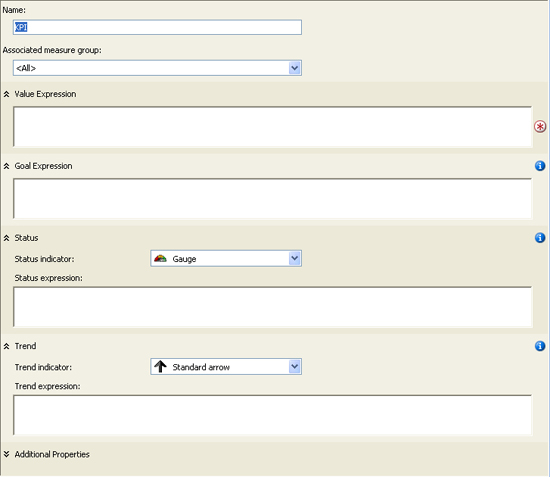 Name:
KPI
Associated measure group:
<All>
Value Expression
Goal Expression
Status
Status indicator: Gauge
Status expression:
Trend
Trend indicator: Standard arrow
Trend expression:
Additional Properties